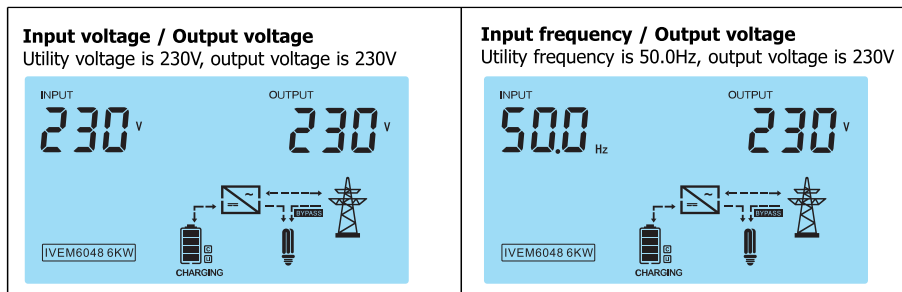 Input voltage / Output voltage
Utility voltage is 230V, output voltage is 230V
INPUT OUTPUT
230 V 230 V
BYPASS
C
U
IVEM6048 6KW
CHARGING
Input frequency / Output voltage
Utility frequency is 50.0Hz, output voltage is 230V
INPUT OUTPUT
50.0 Hz 230 V
BYPASS
C
U
IVEM6048 6KW
CHARGING